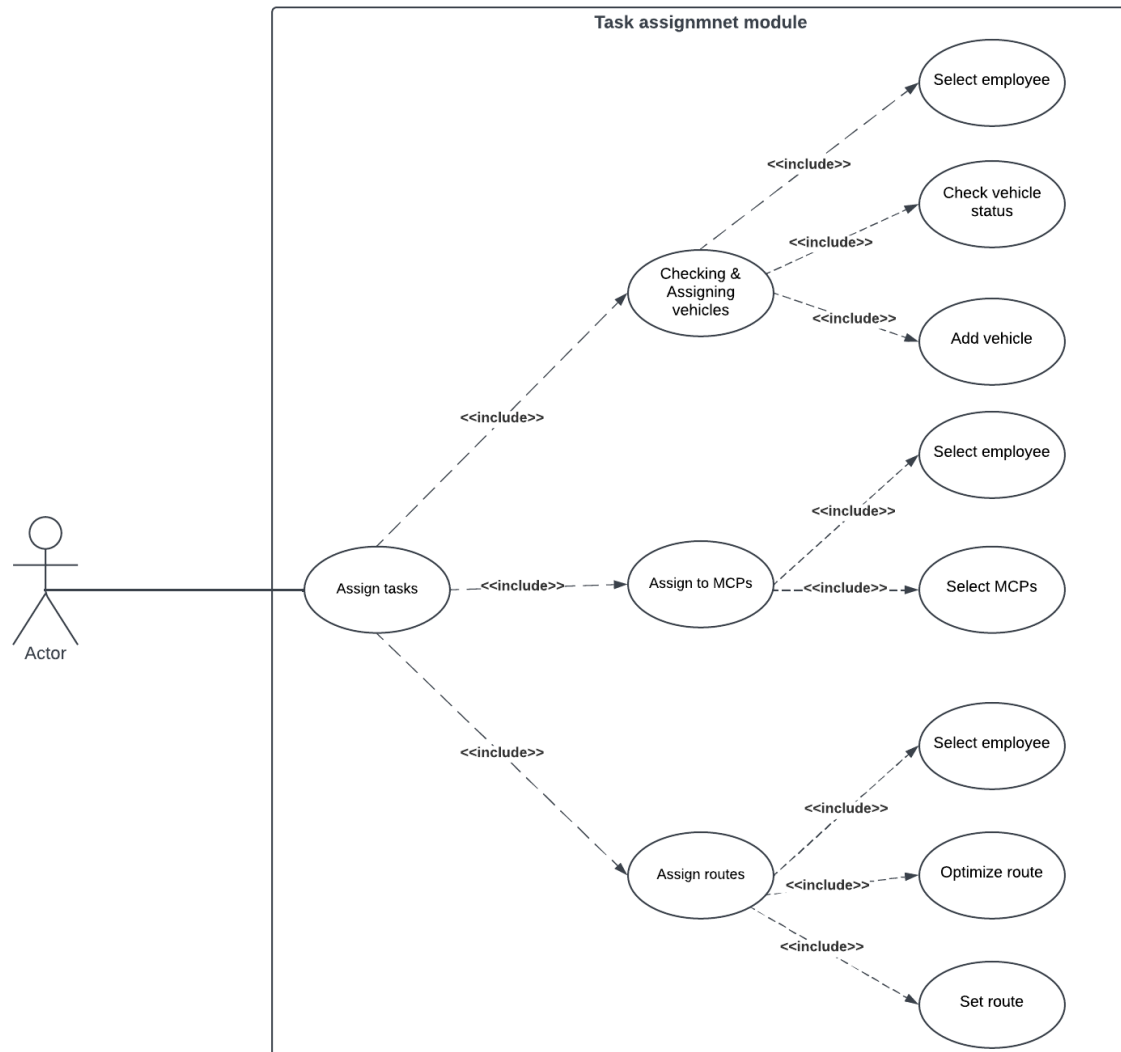 Task assignmnet module
Select employee
<<include>>
Check vehicle
status
<<include>>
Checking &
Assigning
vehicles
<<include>>
Add vehicle
<<include>>
Select employee
<<include>>
Assign tasks
<<include>>
Assign to MCPs
<<include>>
Select MCPs
Actor
<<include>>
Select employee
<<include>>
Assign routes
<<include>>
Optimize route
<<include>>
Set route